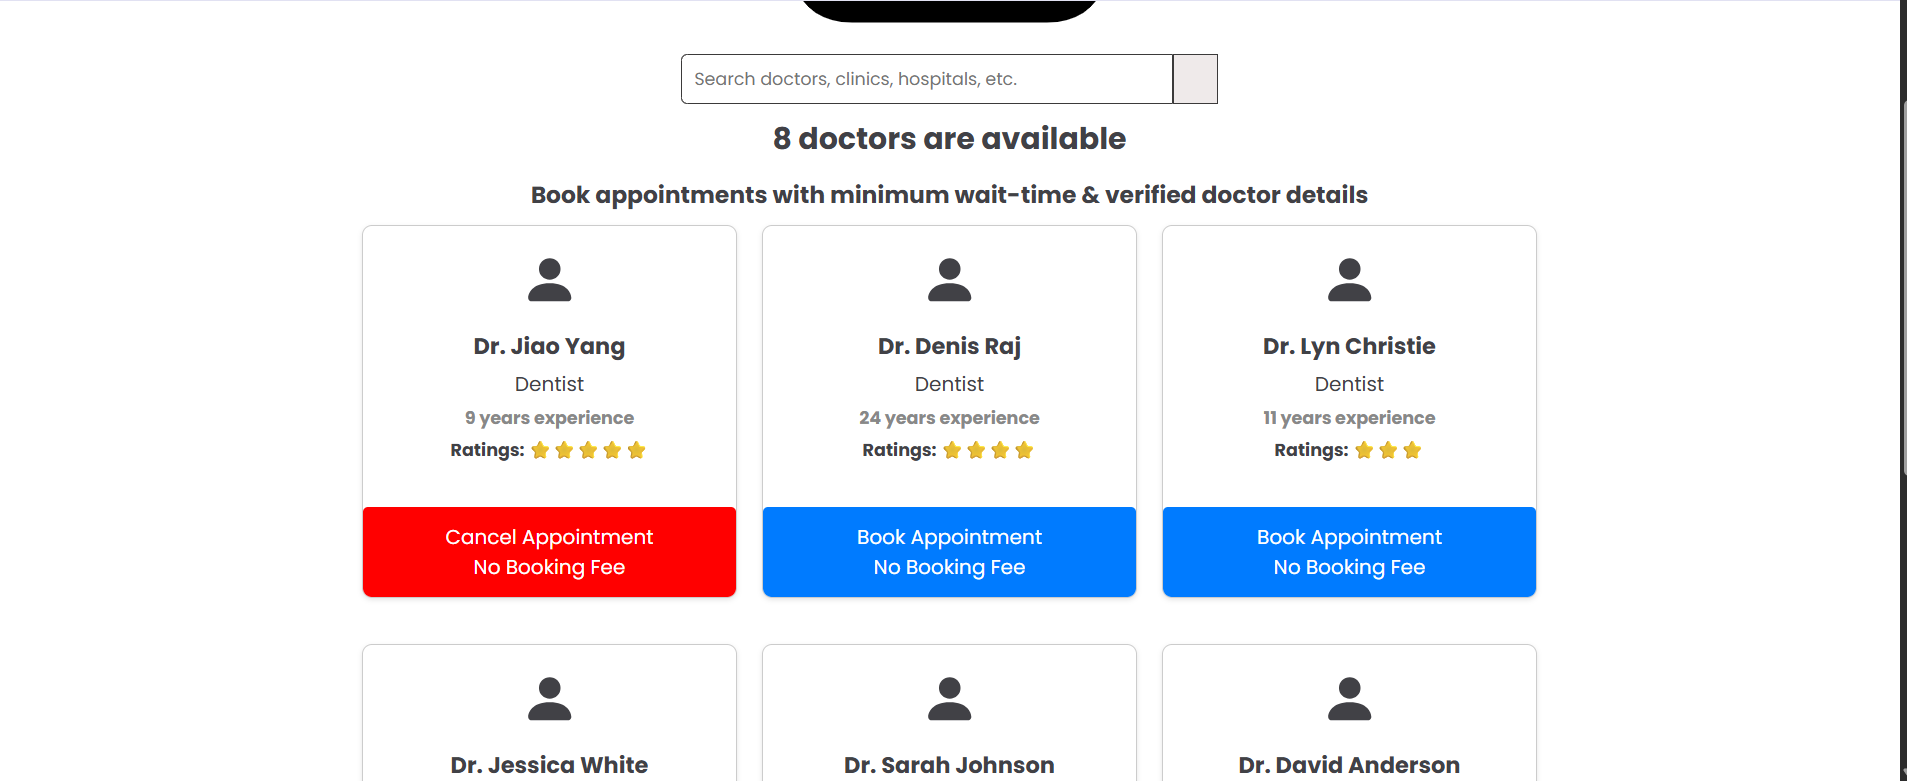 Search doctors, clinics, hospitals, etc.
8 doctors are available
Book appointments with minimum wait-time & verified doctor details
Dr. Jiao Yang
Dentist
9 years experience
Ratings:
Cancel Appointment
No Booking Fee
Dr. Denis Raj
Dentist
24 years experience
Ratings:
Book Appointment
No Booking Fee
Dr. Lyn Christie
Dentist
11 years experience
Ratings:
Book Appointment
No Booking Fee
Dr. Jessica White
Dr. Sarah Johnson
Dr. David Anderson